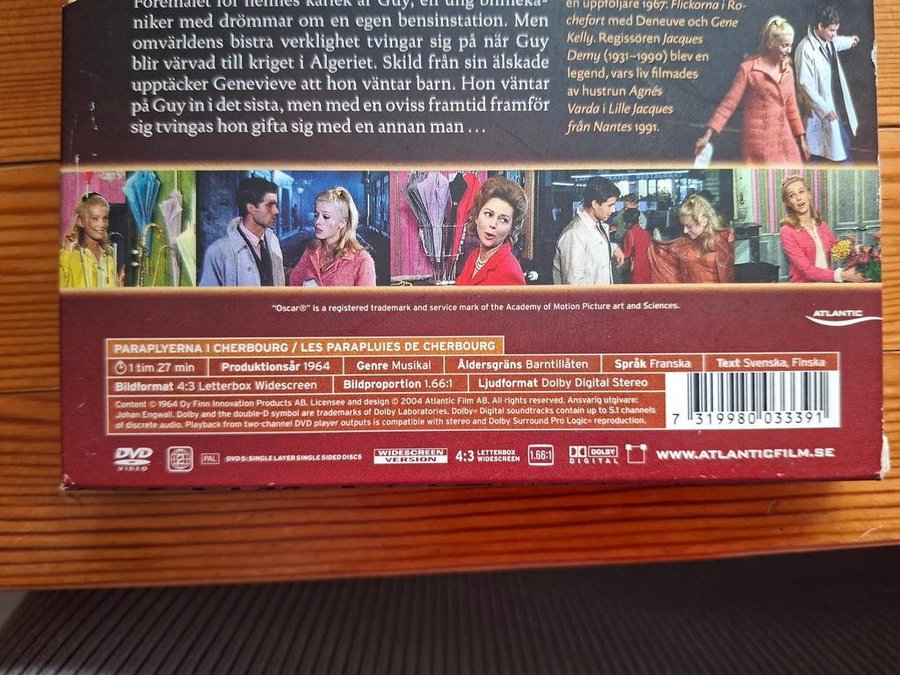 Föremålet för hennes kärlek är Guy, en ung bilmeka-
niker med drömmar om en egen bensinstation. Men
omvärldens bistra verklighet tvingar sig på när Guy
blir värvad till kriget i Algeriet. Skild från sin älskade
upptäcker Genevieve att hon väntar barn. Hon väntar
på Guy in i det sista, men med en oviss framtid framför
sig tvingas hon gifta sig med en annan man ...
en uppföljare 1967: Flickorna i Ro-
chefort med Deneuve och Gene
Kelly. Regissören Jacques
Demy (1931–1990) blev en
legend, vars liv filmades
av hustrun Agnés
Varda i Lille Jacques
från Nantes 1991.
"Oscar®" is a registered trademark and service mark of the Academy of Motion Picture art and Sciences.
ATLANTIC
PARAPLYERNA I CHERBOURG / LES PARAPLUIES DE CHERBOURG
1 tim 27 min Produktionsår 1964 Genre Musikal Åldersgräns Barntillåten Språk Franska Text Svenska, Finska
Bildformat 4:3 Letterbox Widescreen Bildproportion 1.66:1 Ljudformat Dolby Digital Stereo
Content © 1964 Oy Finn Innovation Products AB. Licensee and design © 2004 Atlantic Film AB. All rights reserved. Ansvarig utgivare:
Johan Engwall. Dolby and the double-D symbol are trademarks of Dolby Laboratories. Dolby® Digital soundtracks contain up to 5.1 channels
of discrete audio. Playback from two-channel DVD player outputs is compatible with stereo and Dolby Surround Pro Logic® reproduction.
7 319980 033391
DVD VIDEO PAL DVD 5: SINGLE LAYER SINGLE SIDED DISCS WIDESCREEN VERSION 4:3 LETTERBOX WIDESCREEN 1.66:1 DOLBY DIGITAL WWW.ATLANTICFILM.SE